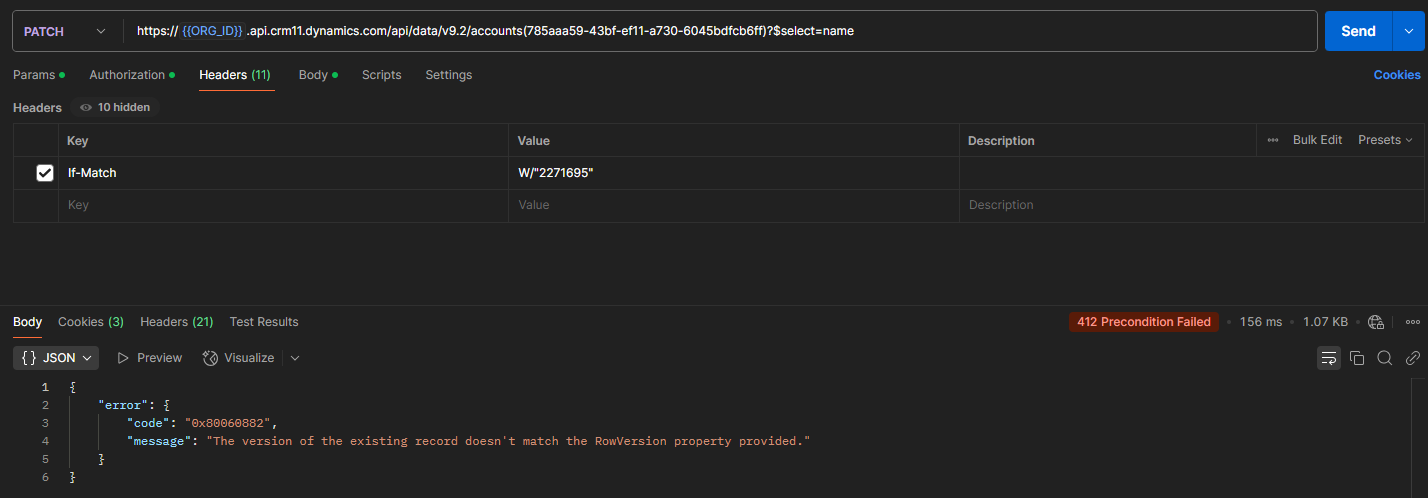 PATCH https:// {{ORG_ID}} .api.crm11.dynamics.com/api/data/v9.2/accounts(785aaa59-43bf-ef11-a730-6045bdfcb6ff)?$select=name Send
Params Authorization Headers (11) Body Scripts Settings Cookies
Headers 10 hidden
Key Value Description ••• Bulk Edit Presets
If-Match W/"2271695"
Key Value Description
Body Cookies (3) Headers (21) Test Results 412 Precondition Failed • 156 ms • 1.07 KB •
{} JSON Preview Visualize
1 {
2 "error": {
3 "code": "0x80060882",
4 "message": "The version of the existing record doesn't match the RowVersion property provided."
5 }
6 }